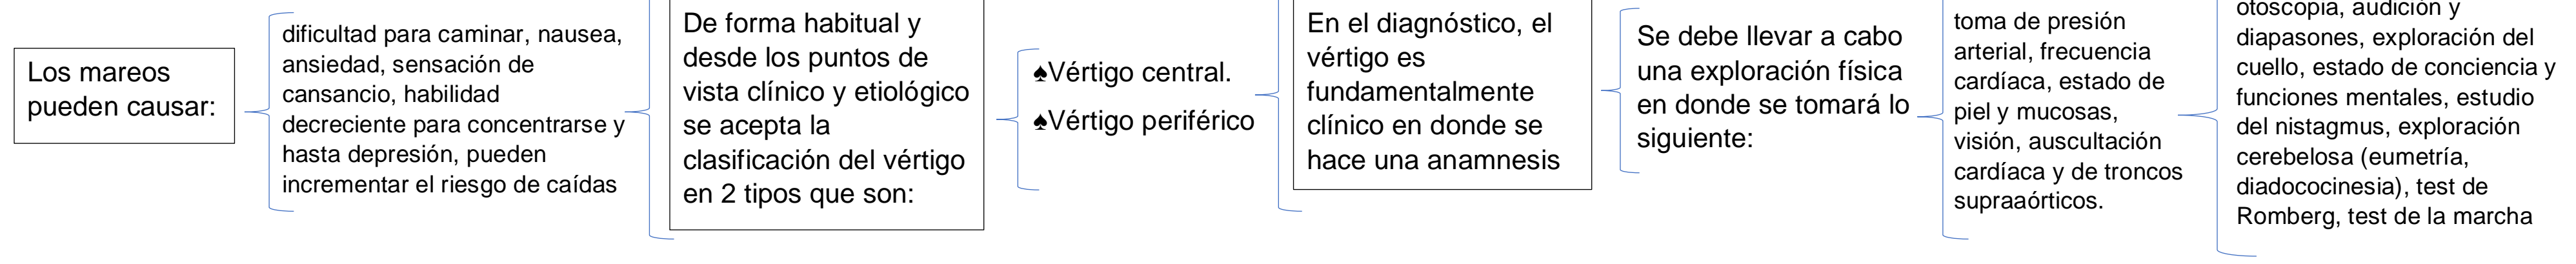 Los mareos
pueden causar:
dificultad para caminar, nausea,
ansiedad, sensación de
cansancio, habilidad
decreciente para concentrarse y
hasta depresión, pueden
incrementar el riesgo de caídas
De forma habitual y
desde los puntos de
vista clínico y etiológico
se acepta la
clasificación del vértigo
en 2 tipos que son:
♠Vértigo central.
♠Vértigo periférico
En el diagnóstico, el
vértigo es
fundamentalmente
clínico en donde se
hace una anamnesis
Se debe llevar a cabo
una exploración física
en donde se tomará lo
siguiente:
toma de presión
arterial, frecuencia
cardíaca, estado de
piel y mucosas,
visión, auscultación
cardíaca y de troncos
supraaórticos.
otoscopia, audición y
diapasones, exploración del
cuello, estado de conciencia y
funciones mentales, estudio
del nistagmus, exploración
cerebelosa (eumetría,
diadococinesia), test de
Romberg, test de la marcha